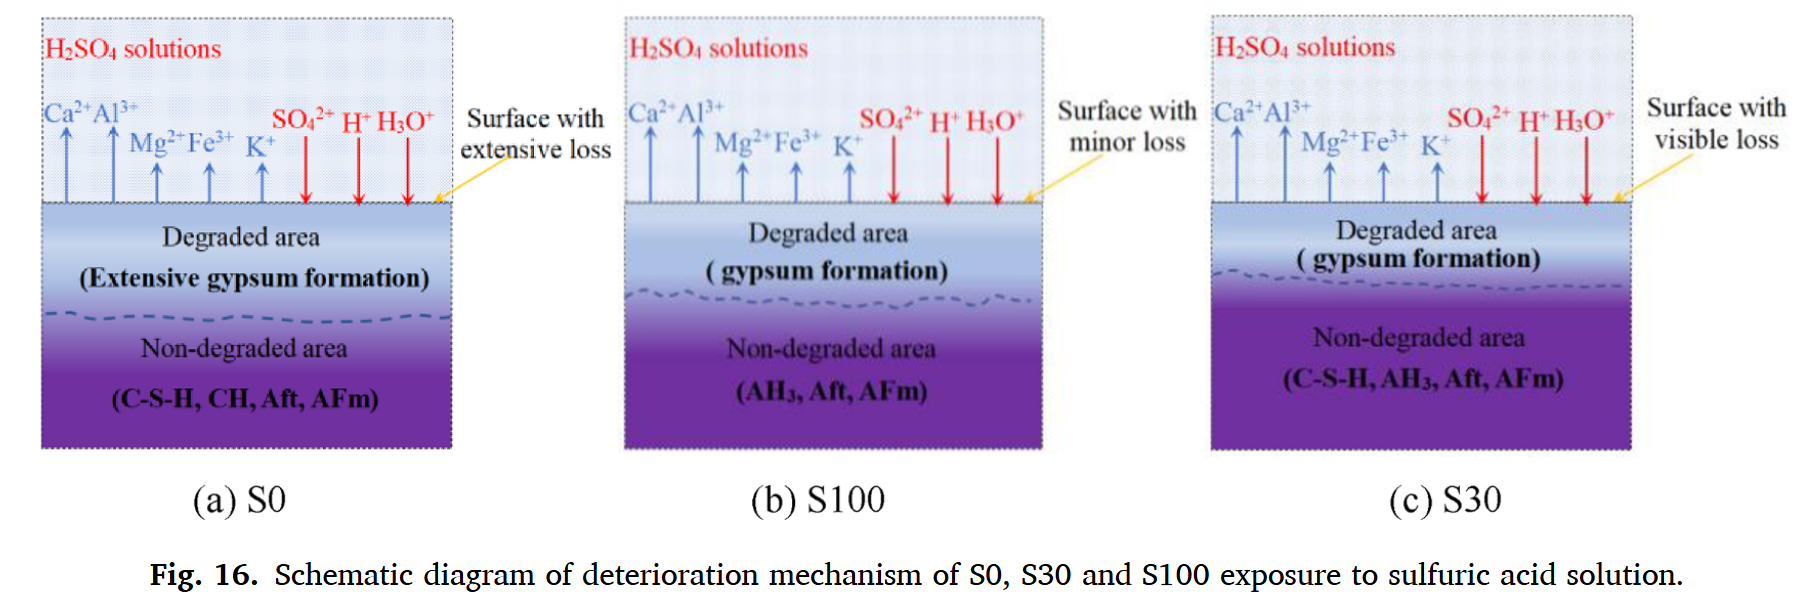 H₂SO₄ solutions
Ca²⁺Al³⁺
Mg²⁺Fe³⁺ K⁺
SO₄²⁺ H⁺ H₃O⁺
Surface with
extensive loss
Degraded area
(Extensive gypsum formation)
Non-degraded area
(C-S-H, CH, Aft, AFm)
(a) S0
H₂SO₄ solutions
Ca²⁺Al³⁺
Mg²⁺Fe³⁺ K⁺
SO₄²⁺ H⁺ H₃O⁺
Surface with
minor loss
Degraded area
( gypsum formation)
Non-degraded area
(AH₃, Aft, AFm)
(b) S100
H₂SO₄ solutions
Ca²⁺Al³⁺
Mg²⁺Fe³⁺ K⁺
SO₄²⁺ H⁺ H₃O⁺
Surface with
visible loss
Degraded area
( gypsum formation)
Non-degraded area
(C-S-H, AH₃, Aft, AFm)
(c) S30
Fig. 16. Schematic diagram of deterioration mechanism of S0, S30 and S100 exposure to sulfuric acid solution.